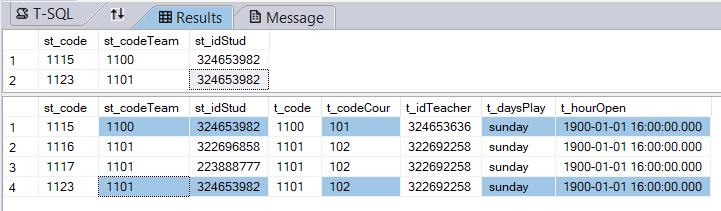 T-SQL Results Message
st_code st_codeTeam st_idStud
1 1115 1100 324653982
2 1123 1101 324653982
st_code st_codeTeam st_idStud t_code t_codeCour t_idTeacher t_daysPlay t_hourOpen
1 1115 1100 324653982 1100 101 324653636 sunday 1900-01-01 16:00:00.000
2 1116 1101 322696858 1101 102 322692258 sunday 1900-01-01 16:00:00.000
3 1117 1101 223888777 1101 102 322692258 sunday 1900-01-01 16:00:00.000
4 1123 1101 324653982 1101 102 322692258 sunday 1900-01-01 16:00:00.000